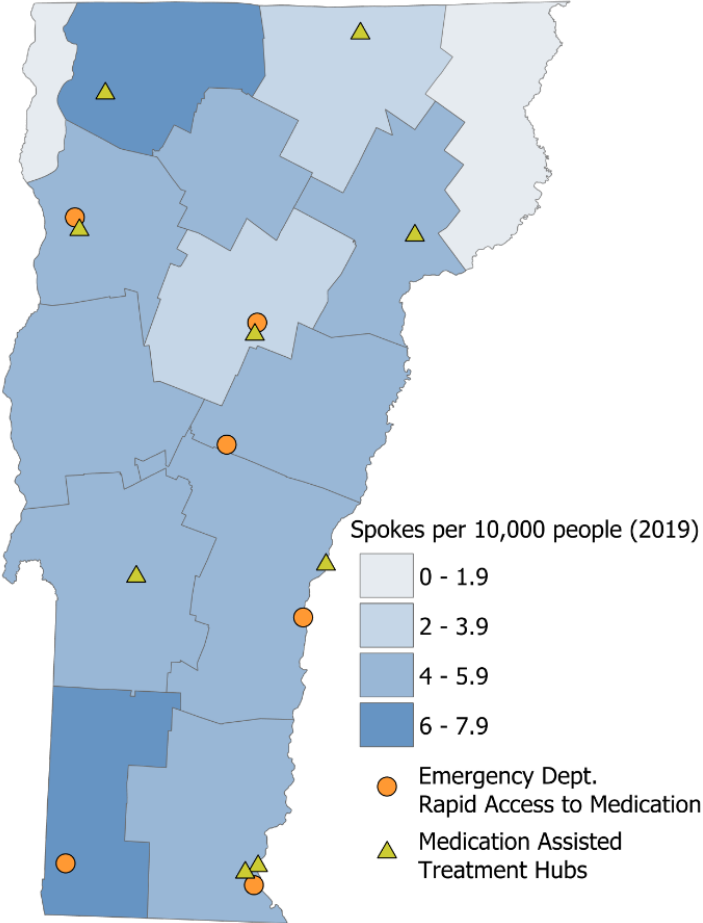 Spokes per 10,000 people (2019)
0 - 1.9
2 - 3.9
4 - 5.9
6 - 7.9
Emergency Dept.
Rapid Access to Medication
Medication Assisted
Treatment Hubs